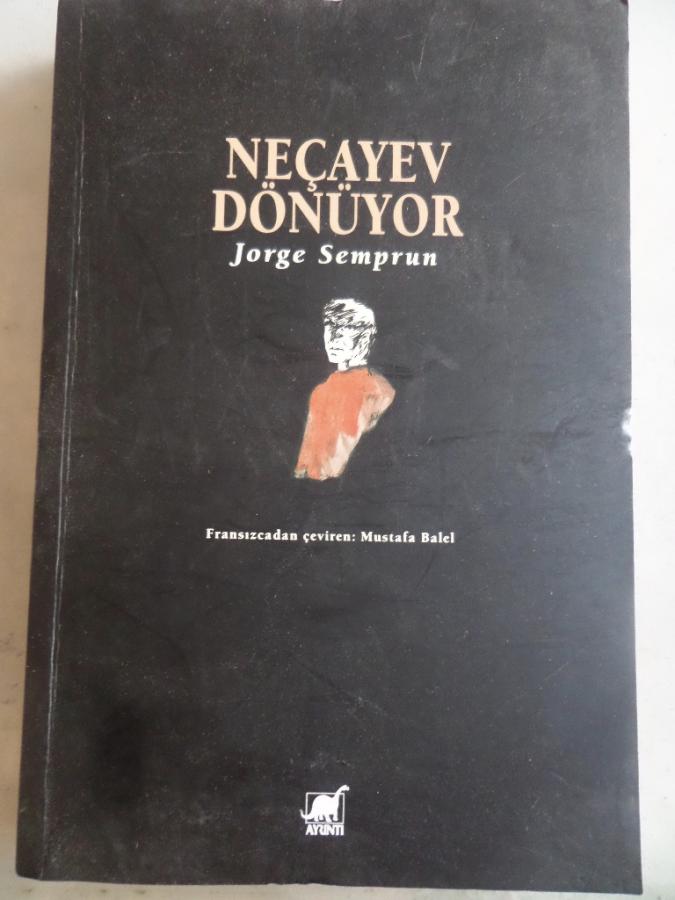 NEÇAYEV
DÖNÜYOR
Jorge Semprun
Fransızcadan çeviren: Mustafa Balel
AYRINTI